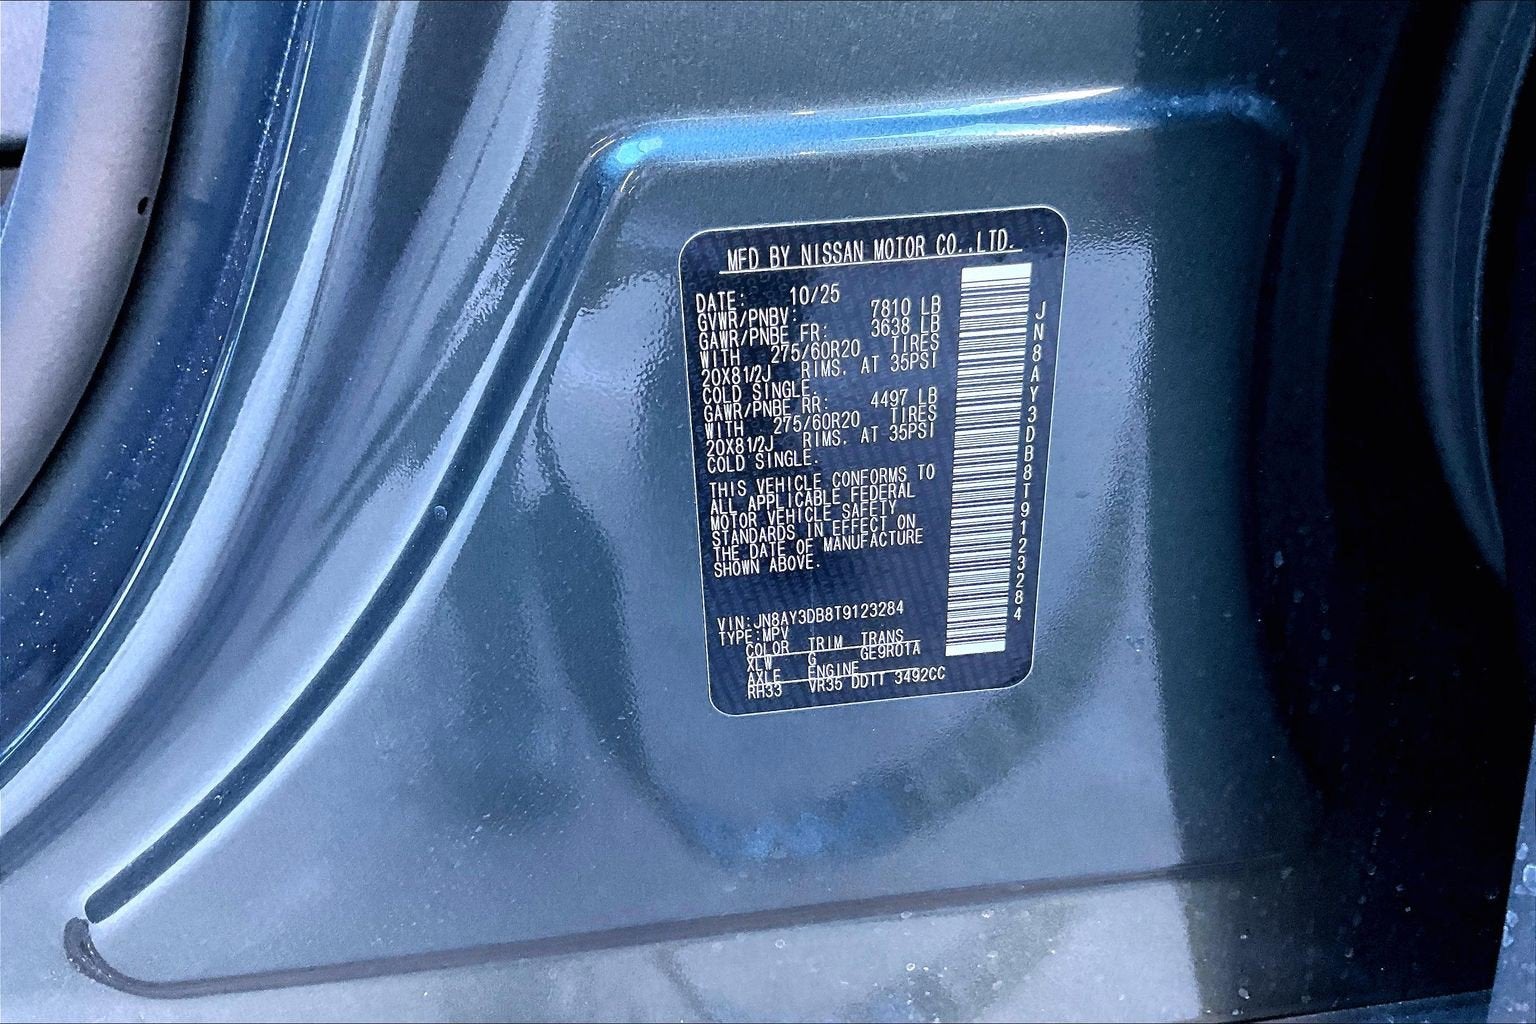 MFD BY NISSAN MOTOR CO.,LTD.
DATE: 10/25
GVWR/PNBV: 7810 LB
GAWR/PNBE FR: 3638 LB
WITH 275/60R20 TIRES
20X81/2J RIMS. AT 35PSI
COLD SINGLE.
GAWR/PNBE RR: 4497 LB
WITH 275/60R20 TIRES
20X81/2J RIMS. AT 35PSI
COLD SINGLE.
THIS VEHICLE CONFORMS TO
ALL APPLICABLE FEDERAL
MOTOR VEHICLE SAFETY
STANDARDS IN EFFECT ON
THE DATE OF MANUFACTURE
SHOWN ABOVE.
VIN:JN8AY3DB8T9123284
TYPE:MPV
COLOR TRIM TRANS
XLW G GE9R01A
AXLE ENGINE
RH33 VR35 DDTT 3492CC
JN8AY3DB8T9123284